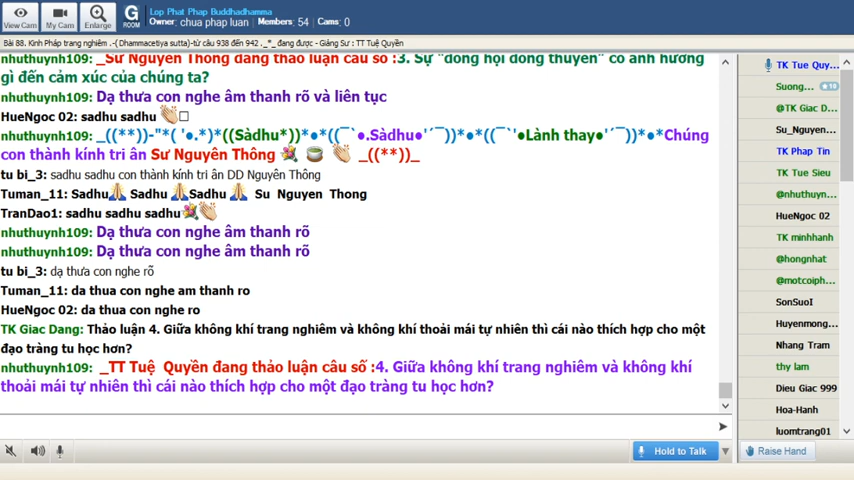 View Cam
My Cam
Enlarge
G
ROOM
Lop Phat Phap Buddhadhamma
Owner: chua phap luan Members: 54 Cams: 0
Bài 88. Kinh Pháp trang nghiêm .-( Dhammacetiya sutta)-từ câu 938 đến 942 ._*_ đang được - Giảng Sư : TT Tuệ Quyền
nhuthuynh109: _Sư Nguyên Thông đang thảo luận câu số :3. Sự "đồng hội đồng thuyền" có ảnh hưởng
gì đến cảm xúc của chúng ta?
nhuthuynh109: Dạ thưa con nghe âm thanh rõ và liên tục
HueNgoc 02: sadhu sadhu
nhuthuynh109: _((**))-"*( '●.*)*((Sàdhu*))*●*((¯`●.Sàdhu●'´¯))*●*((¯`'●Lành thay●'´¯))*●*Chúng
con thành kính tri ân Sư Nguyên Thông _((**))_
tu bi_3: sadhu sadhu con thành kính tri ân DD Nguyên Thông
Tuman_11: Sadhu Sadhu Sadhu Su Nguyen Thong
TranDao1: sadhu sadhu sadhu
nhuthuynh109: Dạ thưa con nghe âm thanh rõ
nhuthuynh109: Dạ thưa con nghe âm thanh rõ
tu bi_3: dạ thưa con nghe rõ
Tuman_11: da thua con nghe am thanh ro
HueNgoc 02: da thua con nghe ro
TK Giac Dang: Thảo luận 4. Giữa không khí trang nghiêm và không khí thoải mái tự nhiên thì cái nào thích hợp cho một
đạo tràng tu học hơn?
nhuthuynh109: _TT Tuệ Quyền đang thảo luận câu số :4. Giữa không khí trang nghiêm và không khí
thoải mái tự nhiên thì cái nào thích hợp cho một đạo tràng tu học hơn?
TK Tue Quy...
Suong...
10
@TK Giac D...
Su_Nguyen...
TK Phap Tin
TK Tue Sieu
@nhuthuyn...
HueNgoc 02
TK minhhanh
@hongnhat
@motcoiph...
SonSuoI
Huyenmong...
Nhang Tram
thy lam
Dieu Giac 999
Hoa-Hanh
luomtrang01
Hold to Talk
Raise Hand